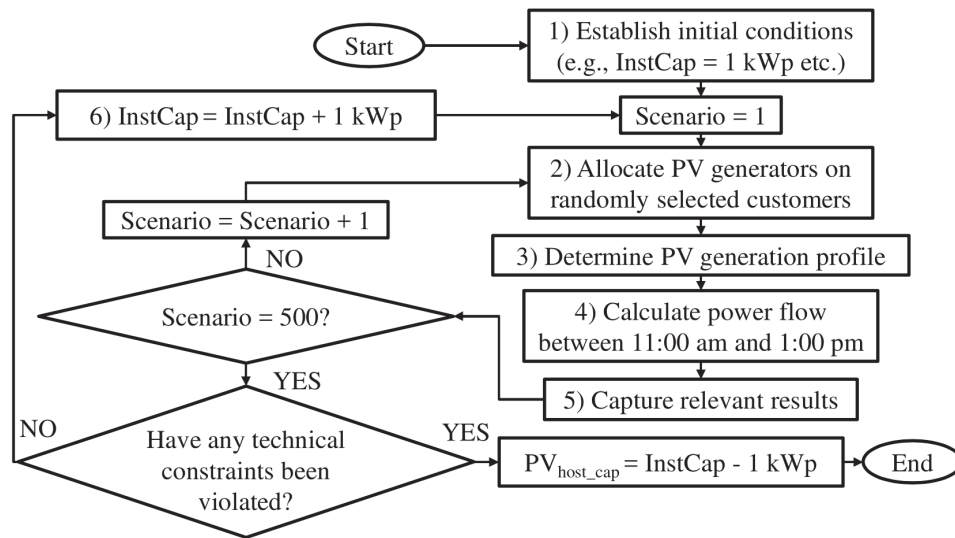 Start
1) Establish initial conditions
(e.g., InstCap = 1 kWp etc.)
6) InstCap = InstCap + 1 kWp
Scenario = 1
2) Allocate PV generators on
randomly selected customers
Scenario = Scenario + 1
3) Determine PV generation profile
NO
Scenario = 500?
4) Calculate power flow
between 11:00 am and 1:00 pm
YES
5) Capture relevant results
NO
Have any technical
constraints been
violated?
YES
PV_host_cap = InstCap - 1 kWp
End